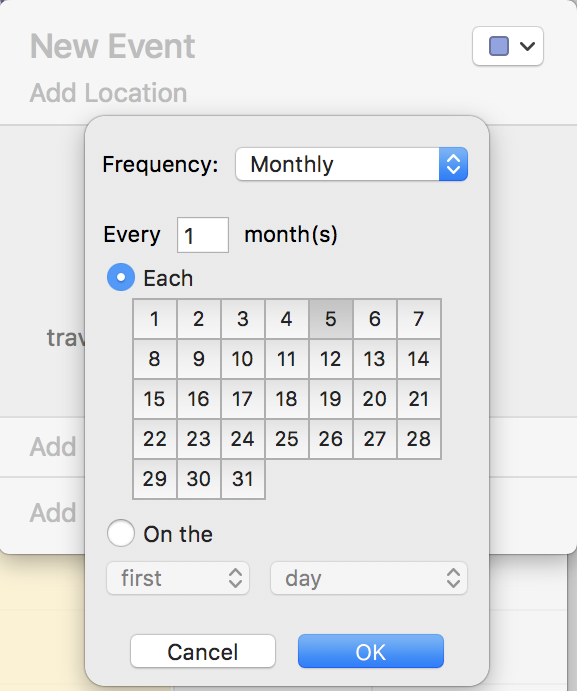 New Event
Add Location
Frequency: Monthly
Every 1 month(s)
Each
1 2 3 4 5 6 7
8 9 10 11 12 13 14
15 16 17 18 19 20 21
22 23 24 25 26 27 28
29 30 31
trav
Add
Add
On the
first day
Cancel OK